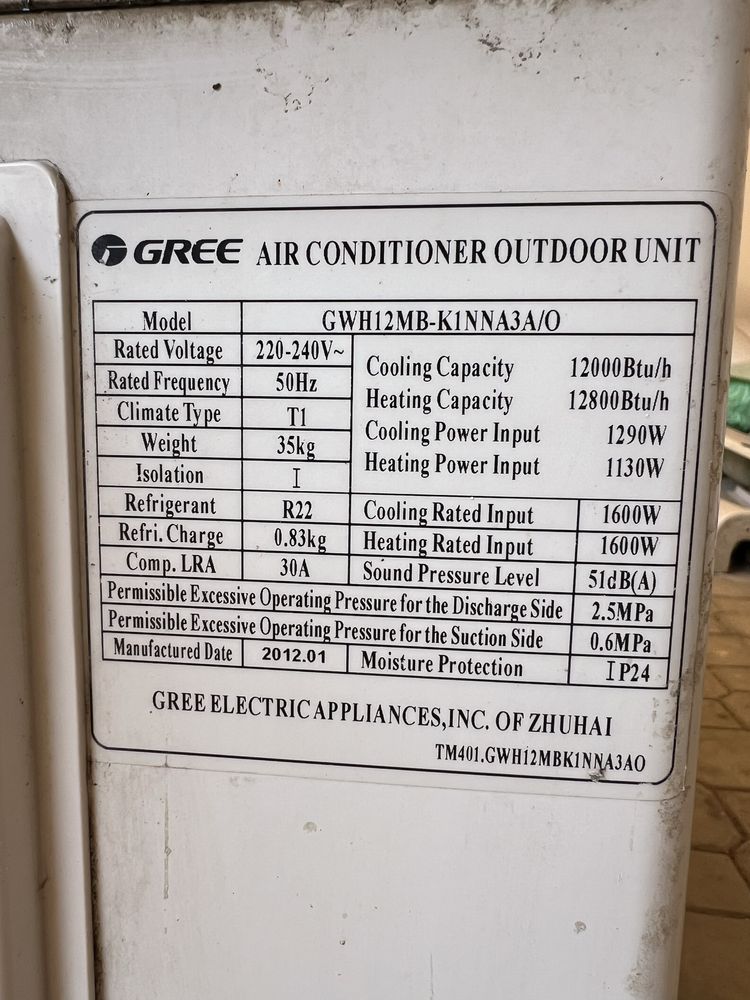 GREE AIR CONDITIONER OUTDOOR UNIT
Model GWH12MB-K1NNA3A/O
Rated Voltage 220-240V~
Rated Frequency 50Hz
Climate Type T1
Weight 35kg
Isolation I
Refrigerant R22
Refri. Charge 0.83kg
Comp. LRA 30A
Cooling Capacity 12000Btu/h
Heating Capacity 12800Btu/h
Cooling Power Input 1290W
Heating Power Input 1130W
Cooling Rated Input 1600W
Heating Rated Input 1600W
Sound Pressure Level 51dB(A)
Permissible Excessive Operating Pressure for the Discharge Side 2.5MPa
Permissible Excessive Operating Pressure for the Suction Side 0.6MPa
Manufactured Date 2012.01 Moisture Protection IP24
GREE ELECTRIC APPLIANCES,INC. OF ZHUHAI
TM401.GWH12MBK1NNA3AO